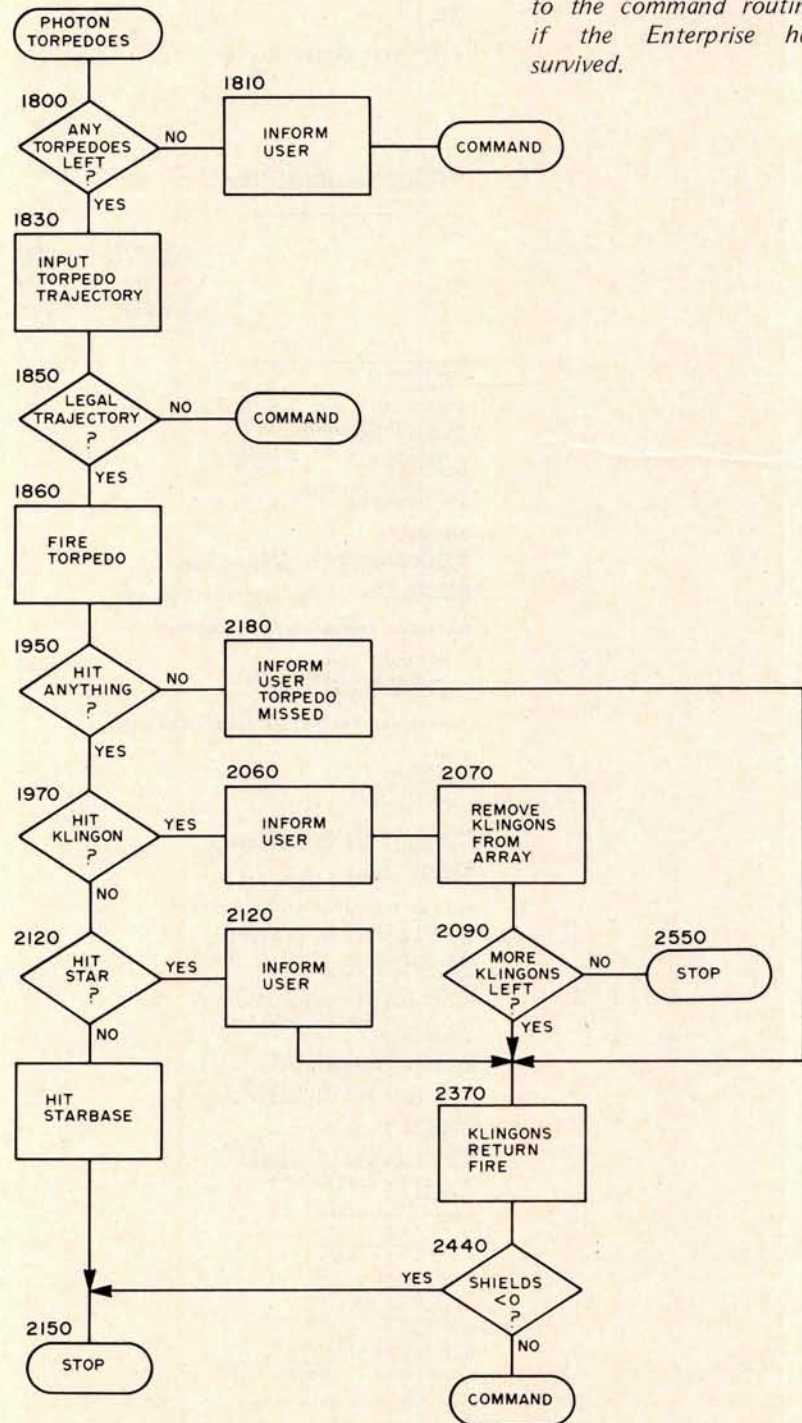 to the command routin
if the Enterprise h
survived.
PHOTON
TORPEDOES
1800
ANY
TORPEDOES
LEFT
?
NO
YES
1810
INFORM
USER
COMMAND
1830
INPUT
TORPEDO
TRAJECTORY
1850
LEGAL
TRAJECTORY
?
NO
YES
COMMAND
1860
FIRE
TORPEDO
1950
HIT
ANYTHING
?
NO
YES
2180
INFORM
USER
TORPEDO
MISSED
1970
HIT
KLINGON
?
YES
NO
2060
INFORM
USER
2070
REMOVE
KLINGONS
FROM
ARRAY
2090
MORE
KLINGONS
LEFT
?
NO
YES
2550
STOP
2120
HIT
STAR
?
YES
NO
2120
INFORM
USER
HIT
STARBASE
2370
KLINGONS
RETURN
FIRE
2440
SHIELDS
<0
?
YES
NO
2150
STOP
COMMAND